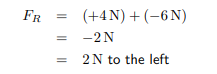 F_R = (+4 N) + (−6 N)
= −2 N
= 2 N to the left